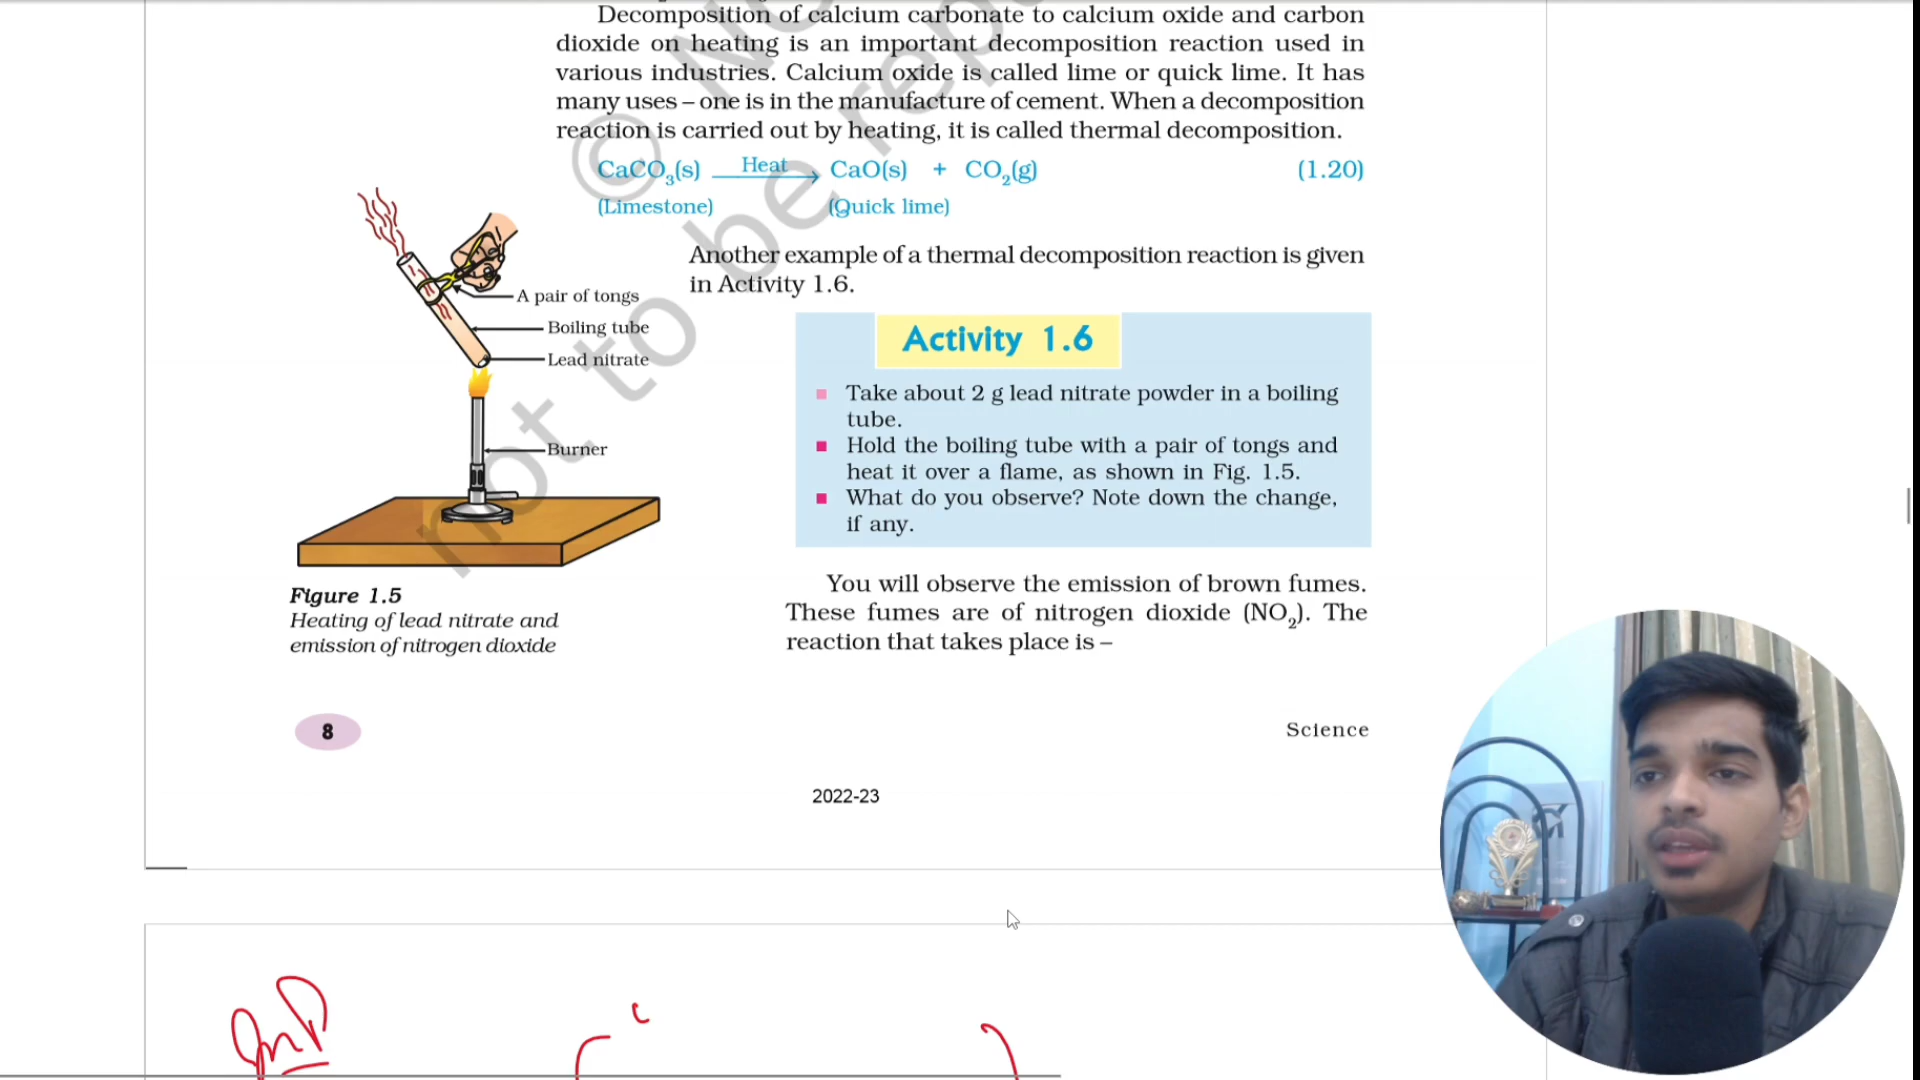 Decomposition of calcium carbonate to calcium oxide and carbon
dioxide on heating is an important decomposition reaction used in
various industries. Calcium oxide is called lime or quick lime. It has
many uses – one is in the manufacture of cement. When a decomposition
reaction is carried out by heating, it is called thermal decomposition.
CaCO₃(s) Heat→ CaO(s) + CO₂(g) (1.20)
(Limestone) (Quick lime)
Another example of a thermal decomposition reaction is given
in Activity 1.6.
A pair of tongs
Boiling tube
Lead nitrate
Burner
Figure 1.5
Heating of lead nitrate and
emission of nitrogen dioxide
Activity 1.6
Take about 2 g lead nitrate powder in a boiling
tube.
Hold the boiling tube with a pair of tongs and
heat it over a flame, as shown in Fig. 1.5.
What do you observe? Note down the change,
if any.
You will observe the emission of brown fumes.
These fumes are of nitrogen dioxide (NO₂). The
reaction that takes place is –
8
Science
2022-23
not to be